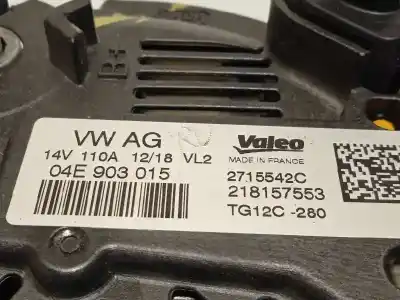 VW AG
Valeo
MADE IN FRANCE
14V 110A 12/18 VL2
04E 903 015
2715542C
218157553
TG12C -280